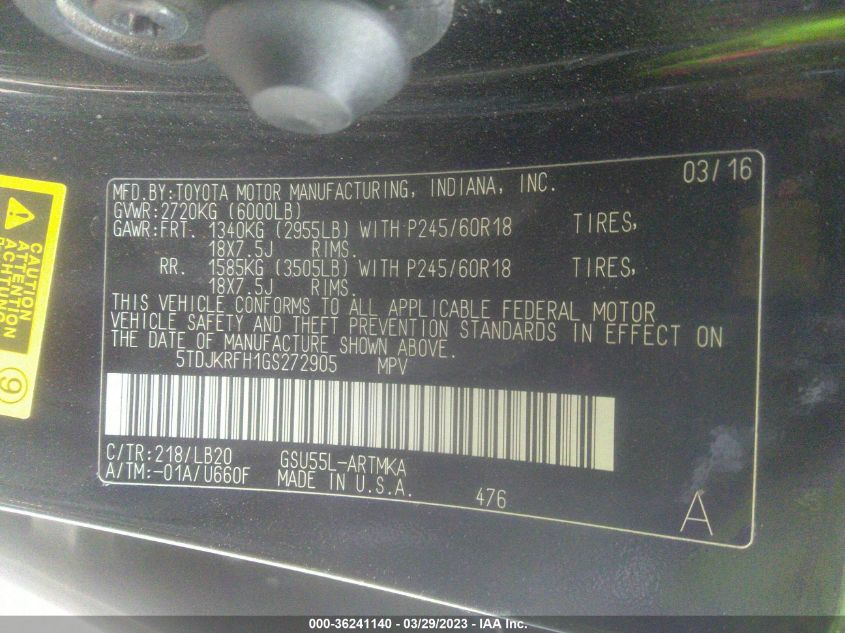 03/16
MFD.BY:TOYOTA MOTOR MANUFACTURING, INDIANA, INC.
GVWR:2720KG (6000LB)
GAWR:FRT. 1340KG (2955LB) WITH P245/60R18 TIRES,
18X7.5J RIMS.
RR. 1585KG (3505LB) WITH P245/60R18 TIRES,
18X7.5J RIMS.
THIS VEHICLE CONFORMS TO ALL APPLICABLE FEDERAL MOTOR
VEHICLE SAFETY AND THEFT PREVENTION STANDARDS IN EFFECT ON
THE DATE OF MANUFACTURE SHOWN ABOVE.
5TDJKRFH1GS272905 MPV
C/TR:218/LB20 GSU55L-ARTMKA
A/TM:-01A/U660F MADE IN U.S.A.
476
A
CAUTION
ATTENTION
ACHTUNG
9
000-36241140 - 03/29/2023 - IAA Inc.